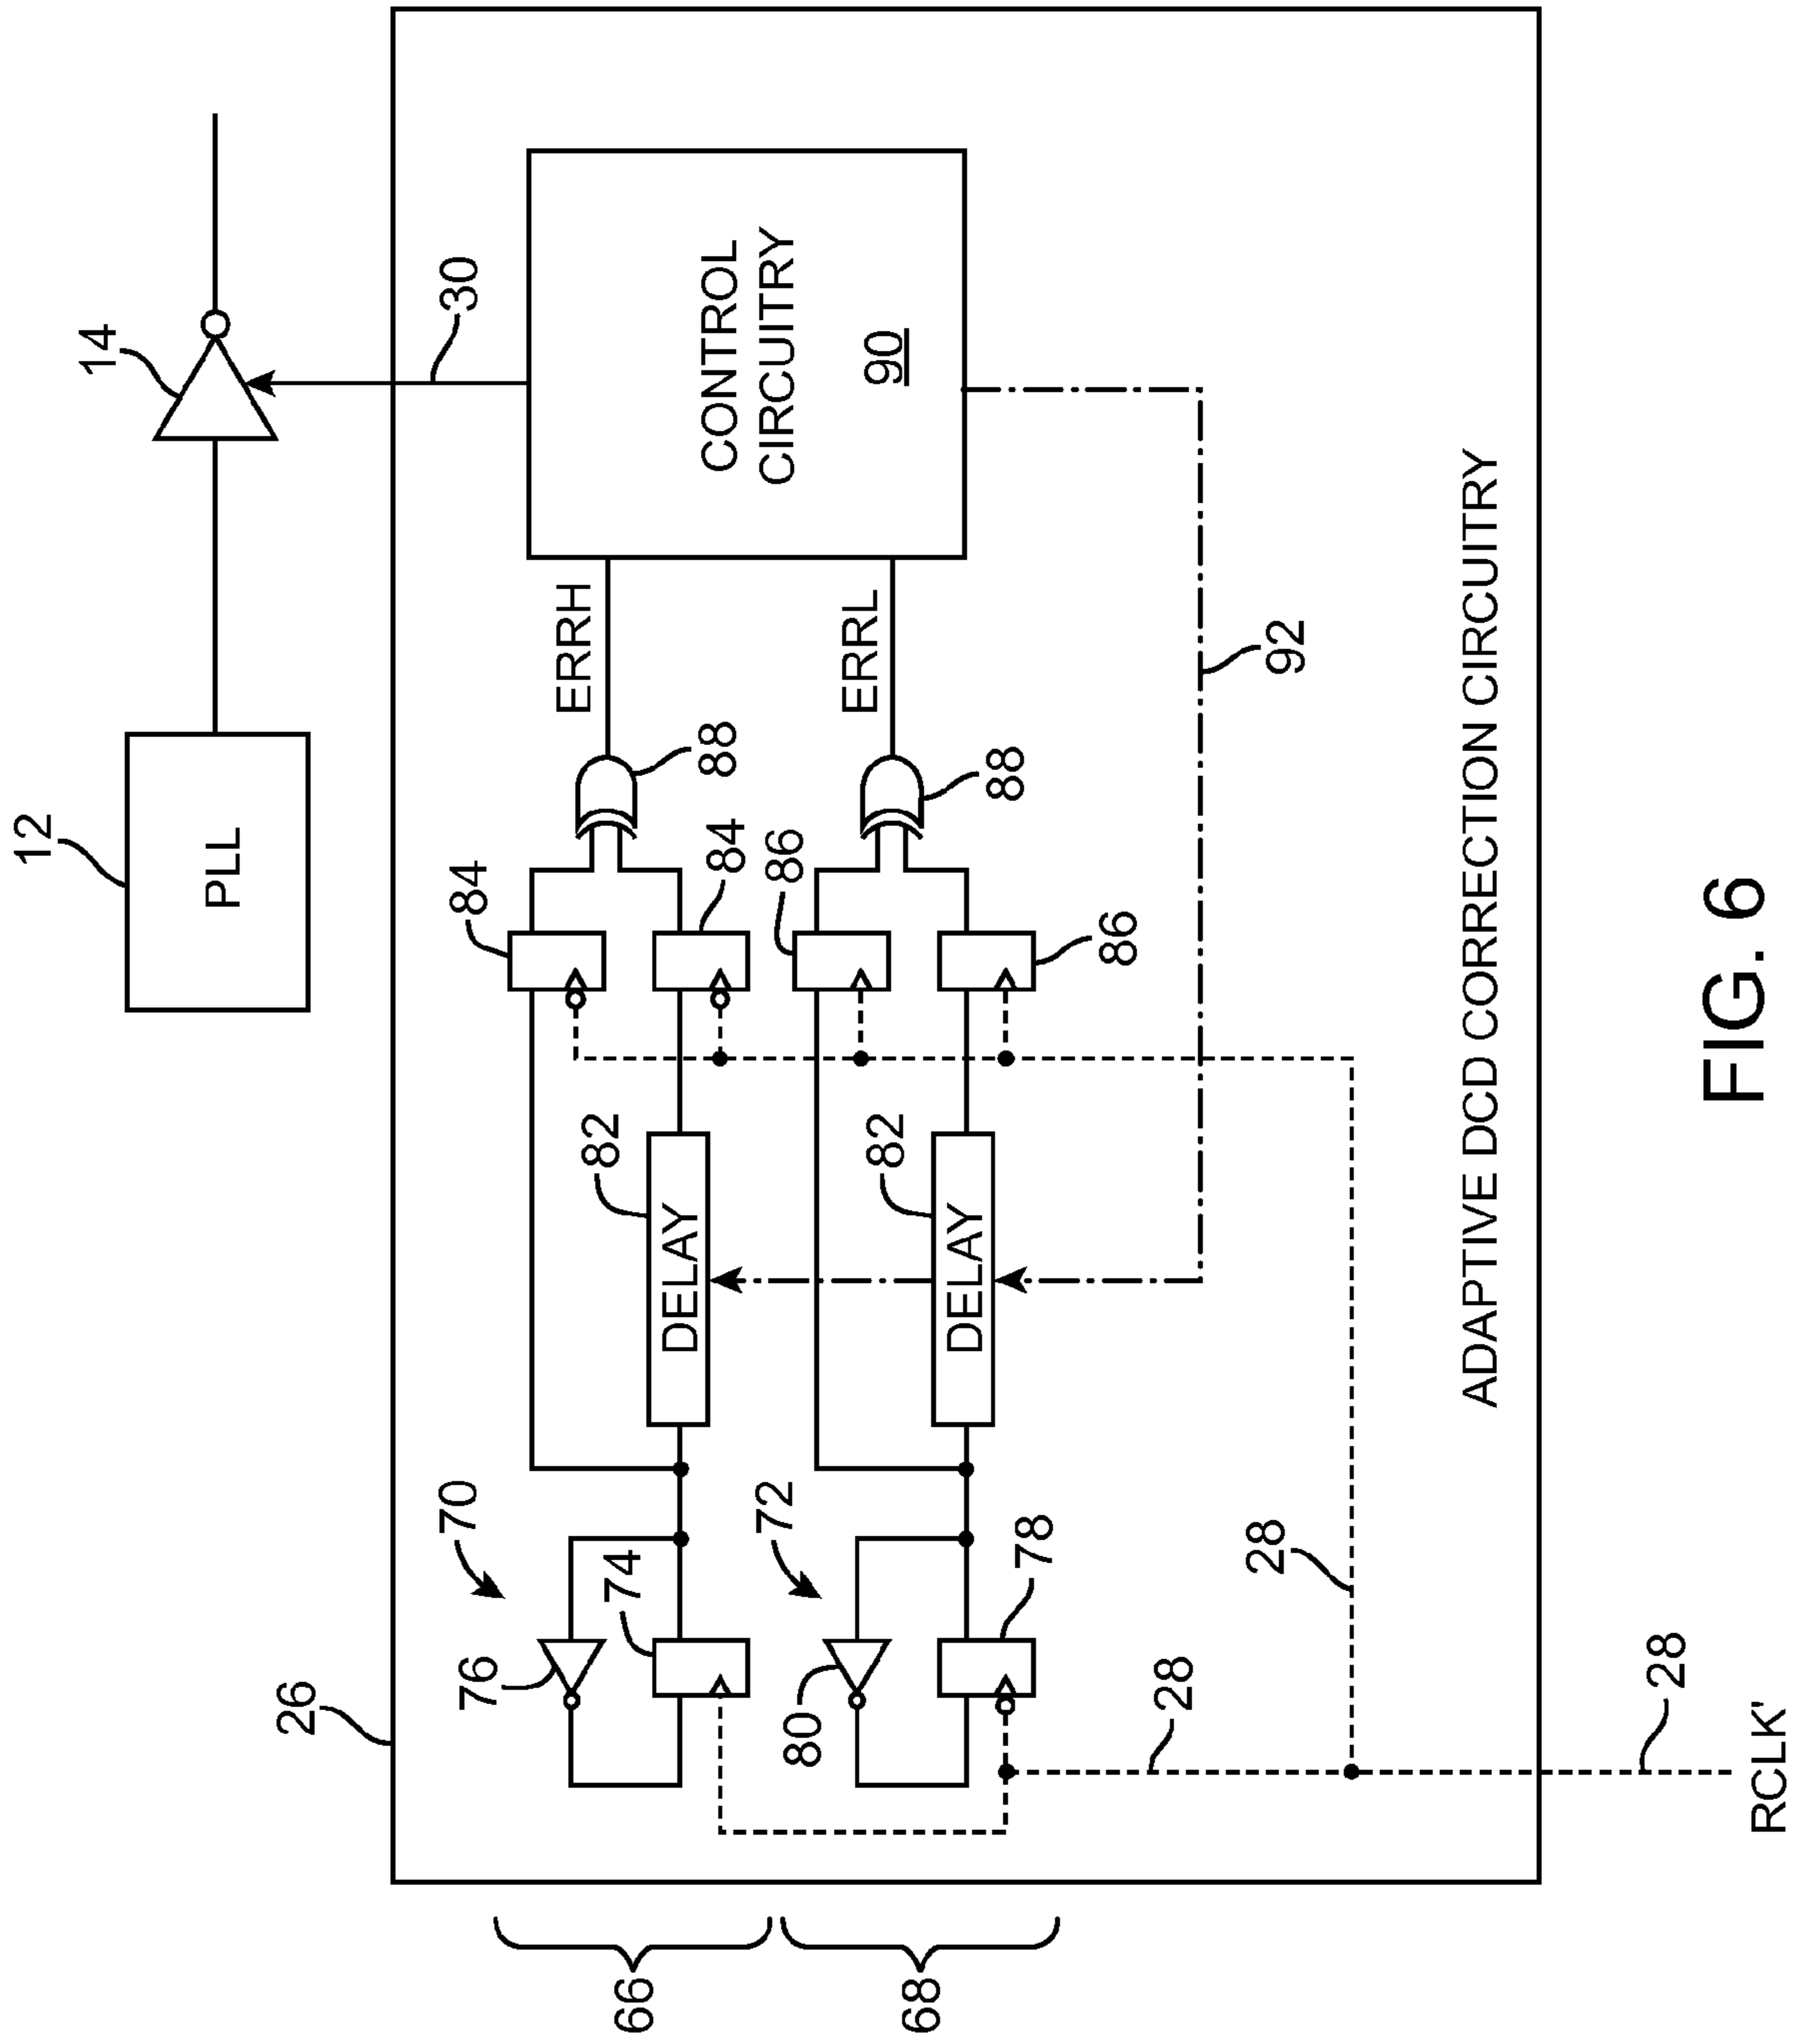 12
PLL
14
30
26
66
68
70
76
74
72
80
78
82
DELAY
82
DELAY
84
84
86
86
88
88
ERRH
ERRL
CONTROL
CIRCUITRY
90
92
28
28
28
RCLK'
ADAPTIVE DCD CORRECTION CIRCUITRY
FIG. 6